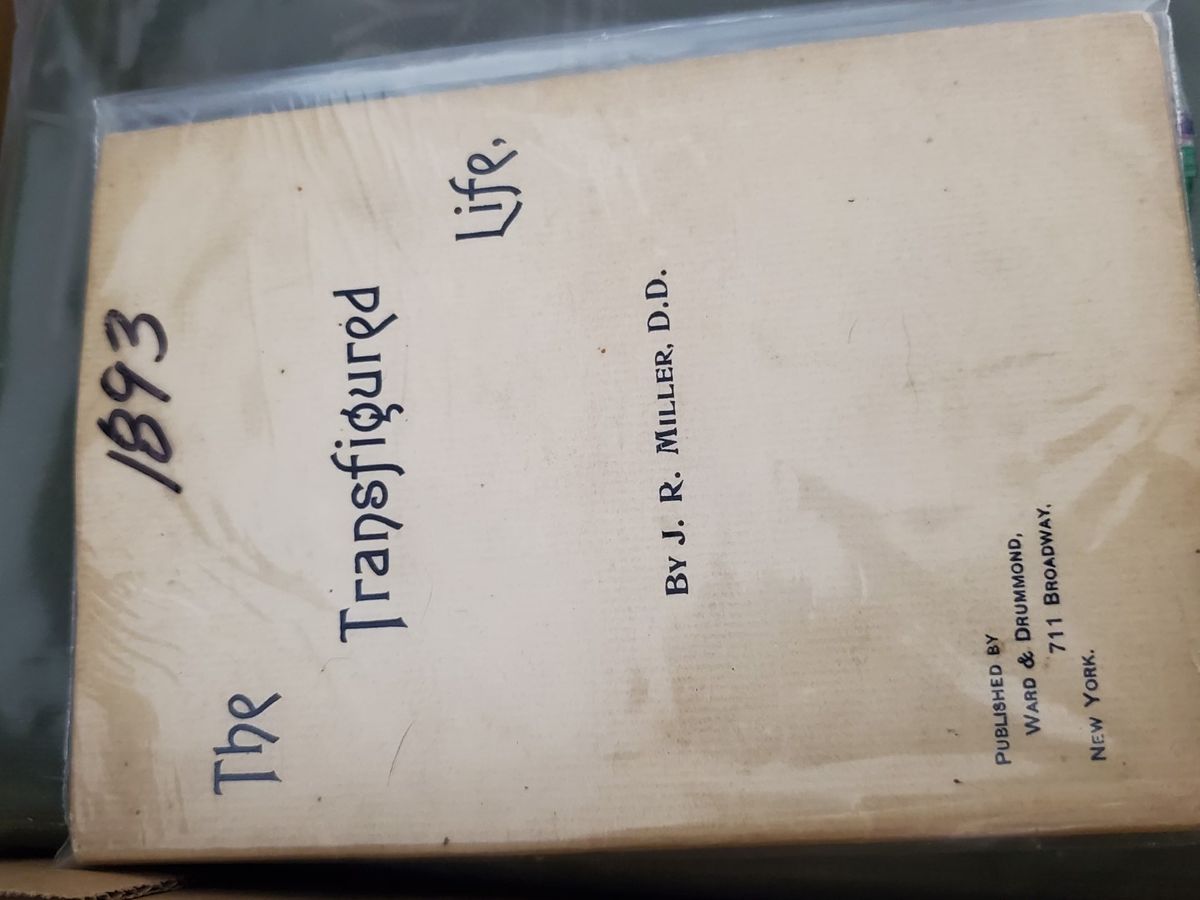 1893
The
Transfigured
Life,
BY J. R. MILLER, D.D.
PUBLISHED BY
WARD & DRUMMOND,
711 BROADWAY,
NEW YORK.